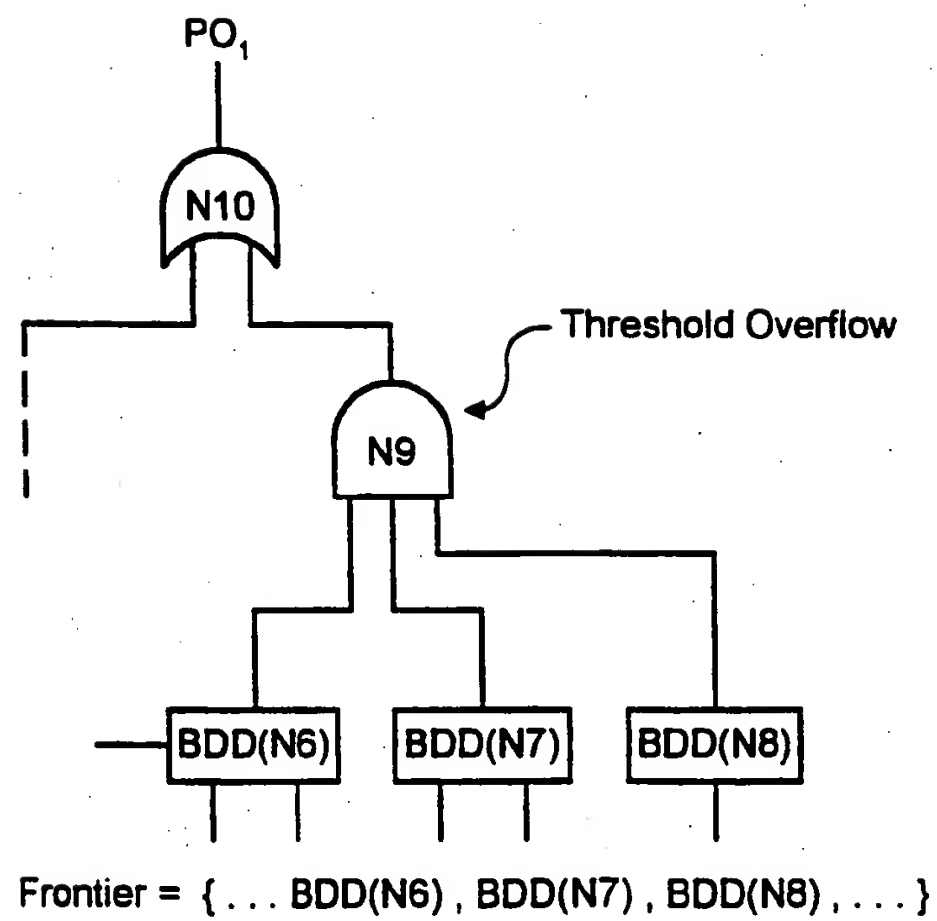 PO₁
N10
Threshold Overflow
N9
BDD(N6) BDD(N7) BDD(N8)
Frontier = { ... BDD(N6) , BDD(N7) , BDD(N8) , ... }